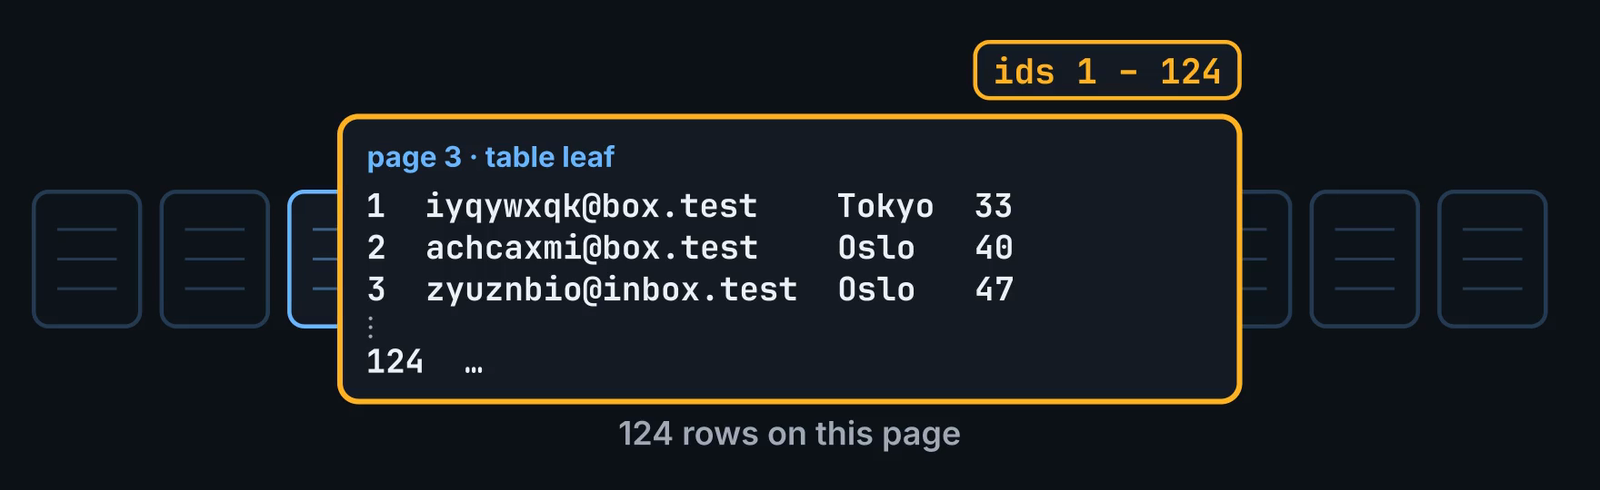 ids 1 – 124
page 3 · table leaf
1 iyqywxqk@box.test Tokyo 33
2 achcaxmi@box.test Oslo 40
3 zyuznbio@inbox.test Oslo 47
⋮
124 …
124 rows on this page